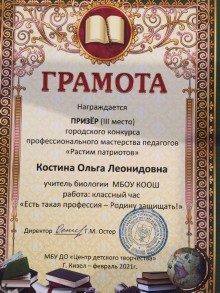 ГРАМОТА
Награждается
ПРИЗЁР (III место)
городского конкурса
профессионального мастерства педагогов
«Растим патриотов»
Костина Ольга Леонидовна
учитель биологии МБОУ КООШ
работа: классный час
«Есть такая профессия – Родину защищать!»
Директор Л.М. Остер
МБУ ДО «Центр детского творчества»
Г. Кизел – февраль 2021г.